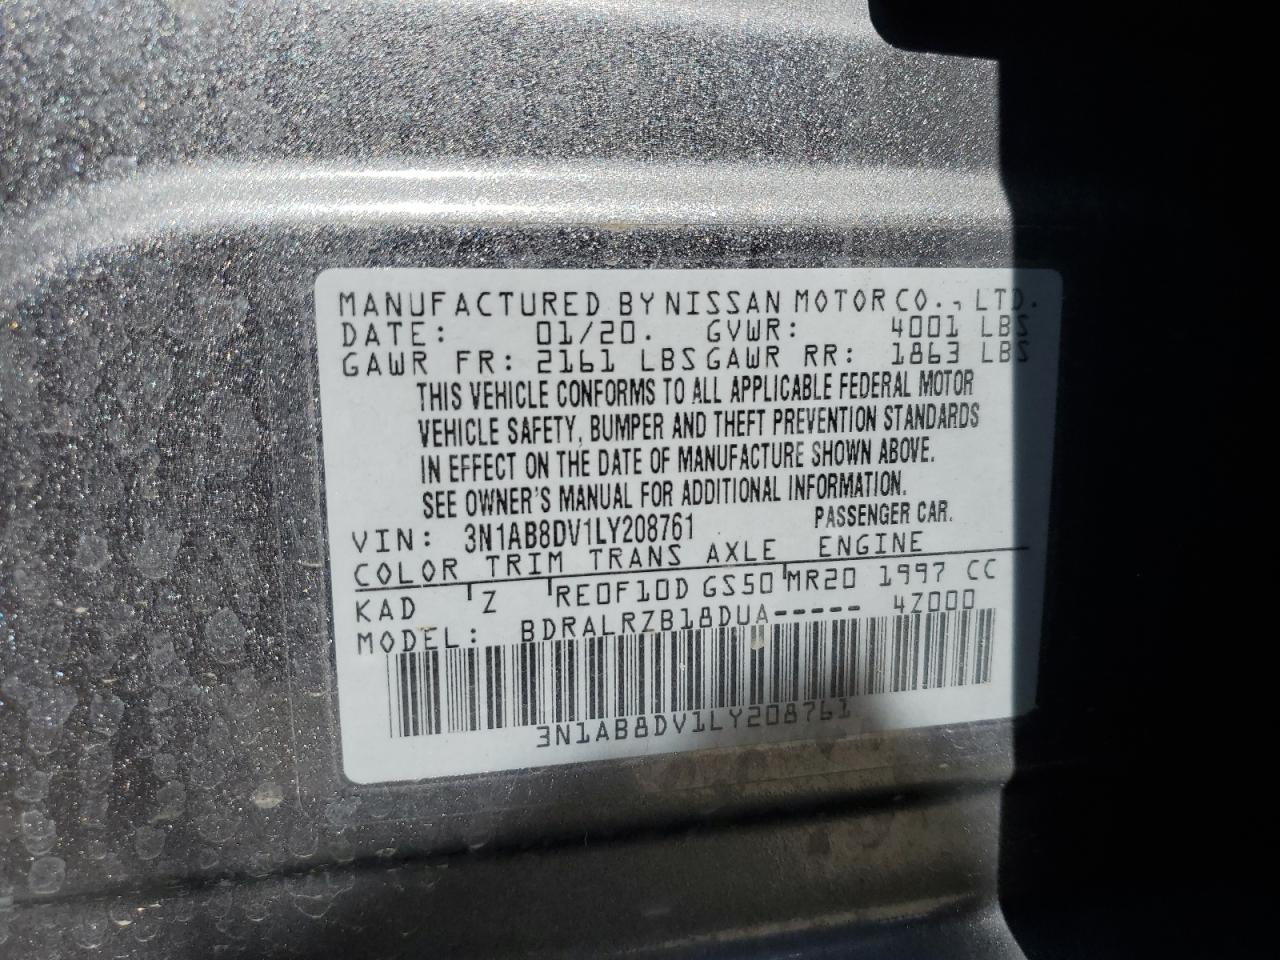 MANUFACTURED BY NISSAN MOTOR CO., LTD.
DATE: 01/20. GVWR: 4001 LBS
GAWR FR: 2161 LBS GAWR RR: 1863 LBS
THIS VEHICLE CONFORMS TO ALL APPLICABLE FEDERAL MOTOR
VEHICLE SAFETY, BUMPER AND THEFT PREVENTION STANDARDS
IN EFFECT ON THE DATE OF MANUFACTURE SHOWN ABOVE.
SEE OWNER'S MANUAL FOR ADDITIONAL INFORMATION.
VIN: 3N1AB8DV1LY208761 PASSENGER CAR.
COLOR TRIM TRANS AXLE ENGINE
KAD Z RE0F10D GS50 MR20 1997 CC
MODEL: BDRALRZB18DUA----- 4Z000
3N1AB8DV1LY208761